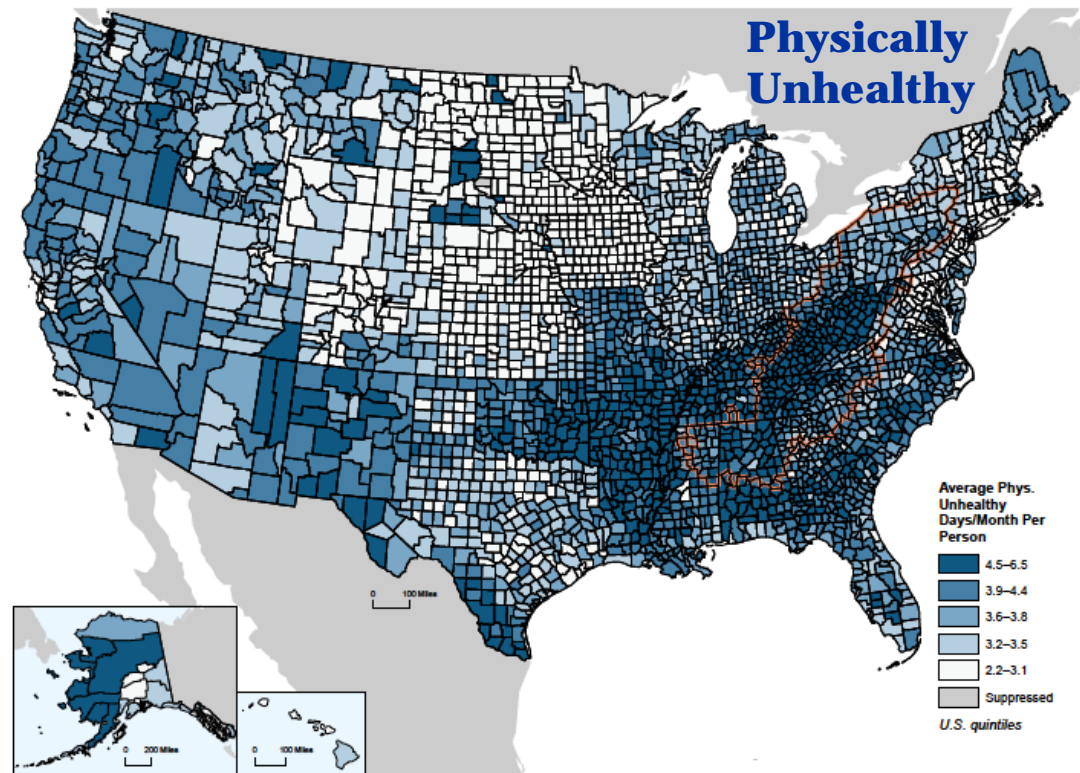 Physically
Unhealthy
Average Phys.
Unhealthy
Days/Month Per
Person
4.5–6.5
3.9–4.4
3.6–3.8
3.2–3.5
2.2–3.1
Suppressed
U.S. quintiles
0 100 Miles
0 200 Miles
0 100 Miles